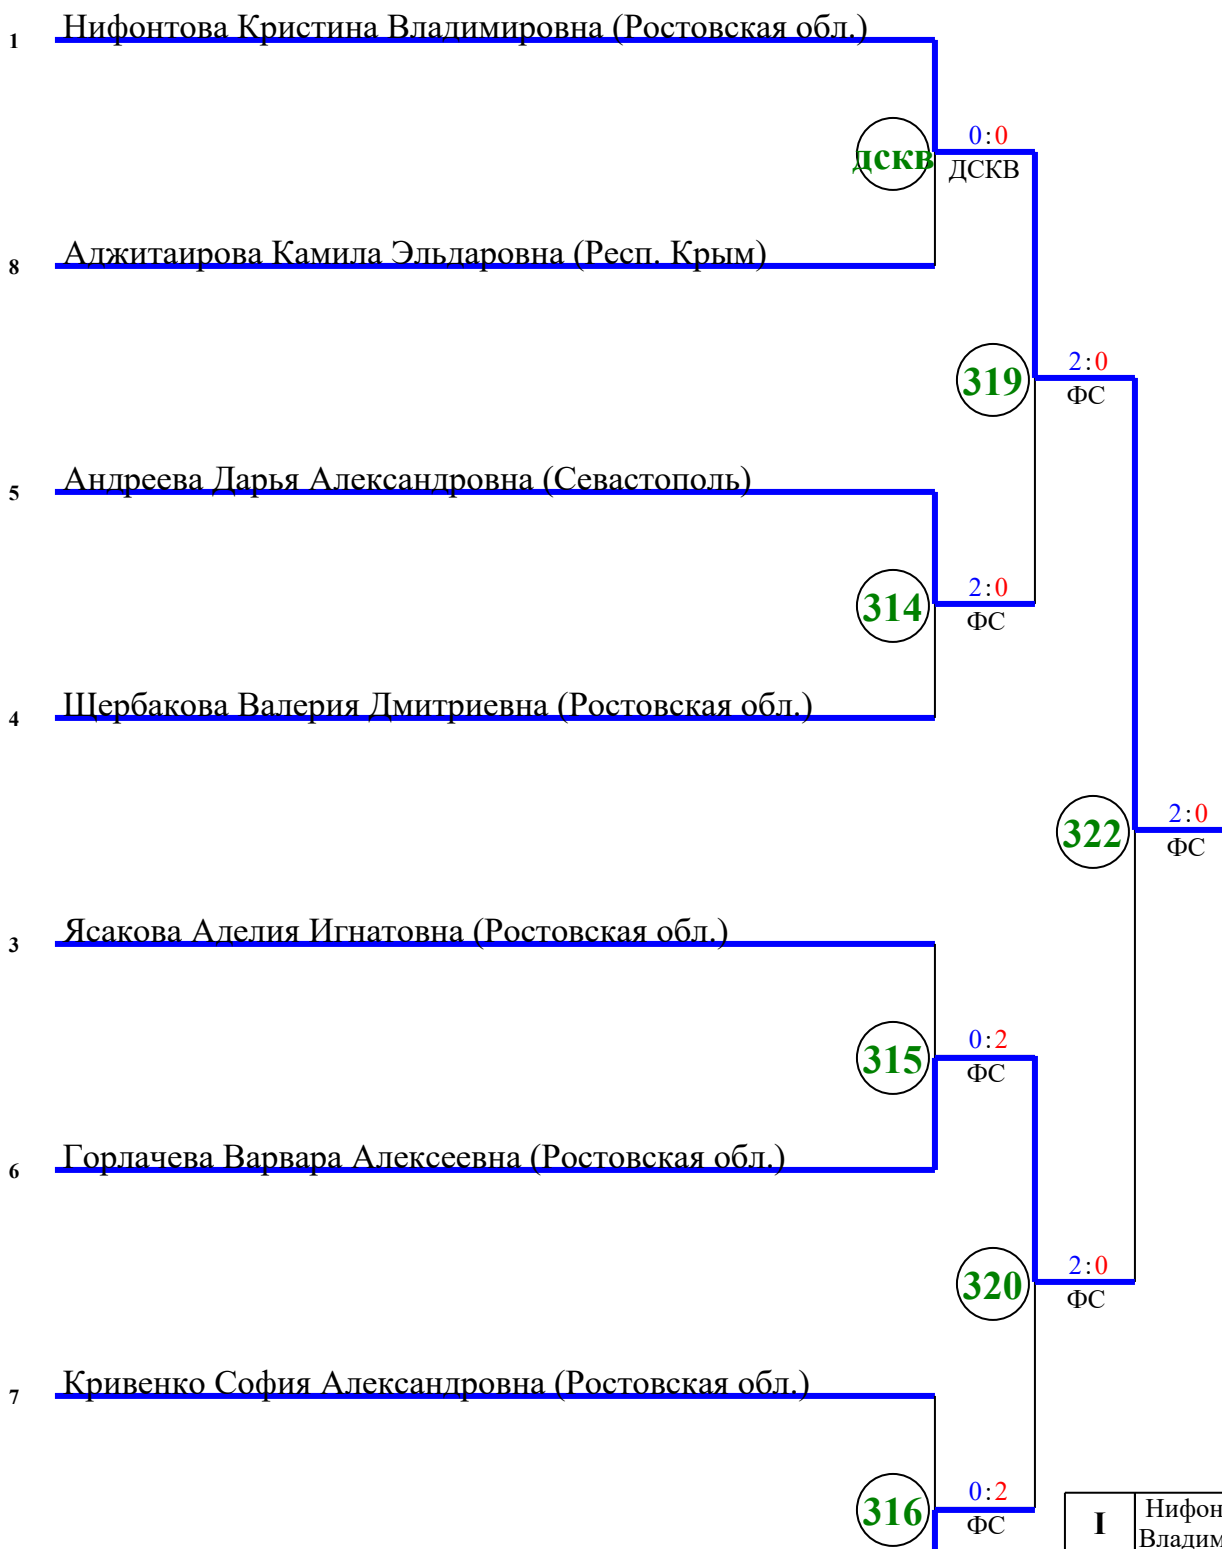 1 Нифонтова Кристина Владимировна (Ростовская обл.)
0:0
дскв
ДСКВ
8 Аджитаирова Камила Эльдаровна (Респ. Крым)
2:0
319
ФС
5 Андреева Дарья Александровна (Севастополь)
2:0
314
ФС
4 Щербакова Валерия Дмитриевна (Ростовская обл.)
2:0
322
ФС
3 Ясакова Аделия Игнатовна (Ростовская обл.)
0:2
315
ФС
6 Горлачева Варвара Алексеевна (Ростовская обл.)
2:0
320
ФС
7 Кривенко София Александровна (Ростовская обл.)
0:2
316
ФС
I Нифон
Владим